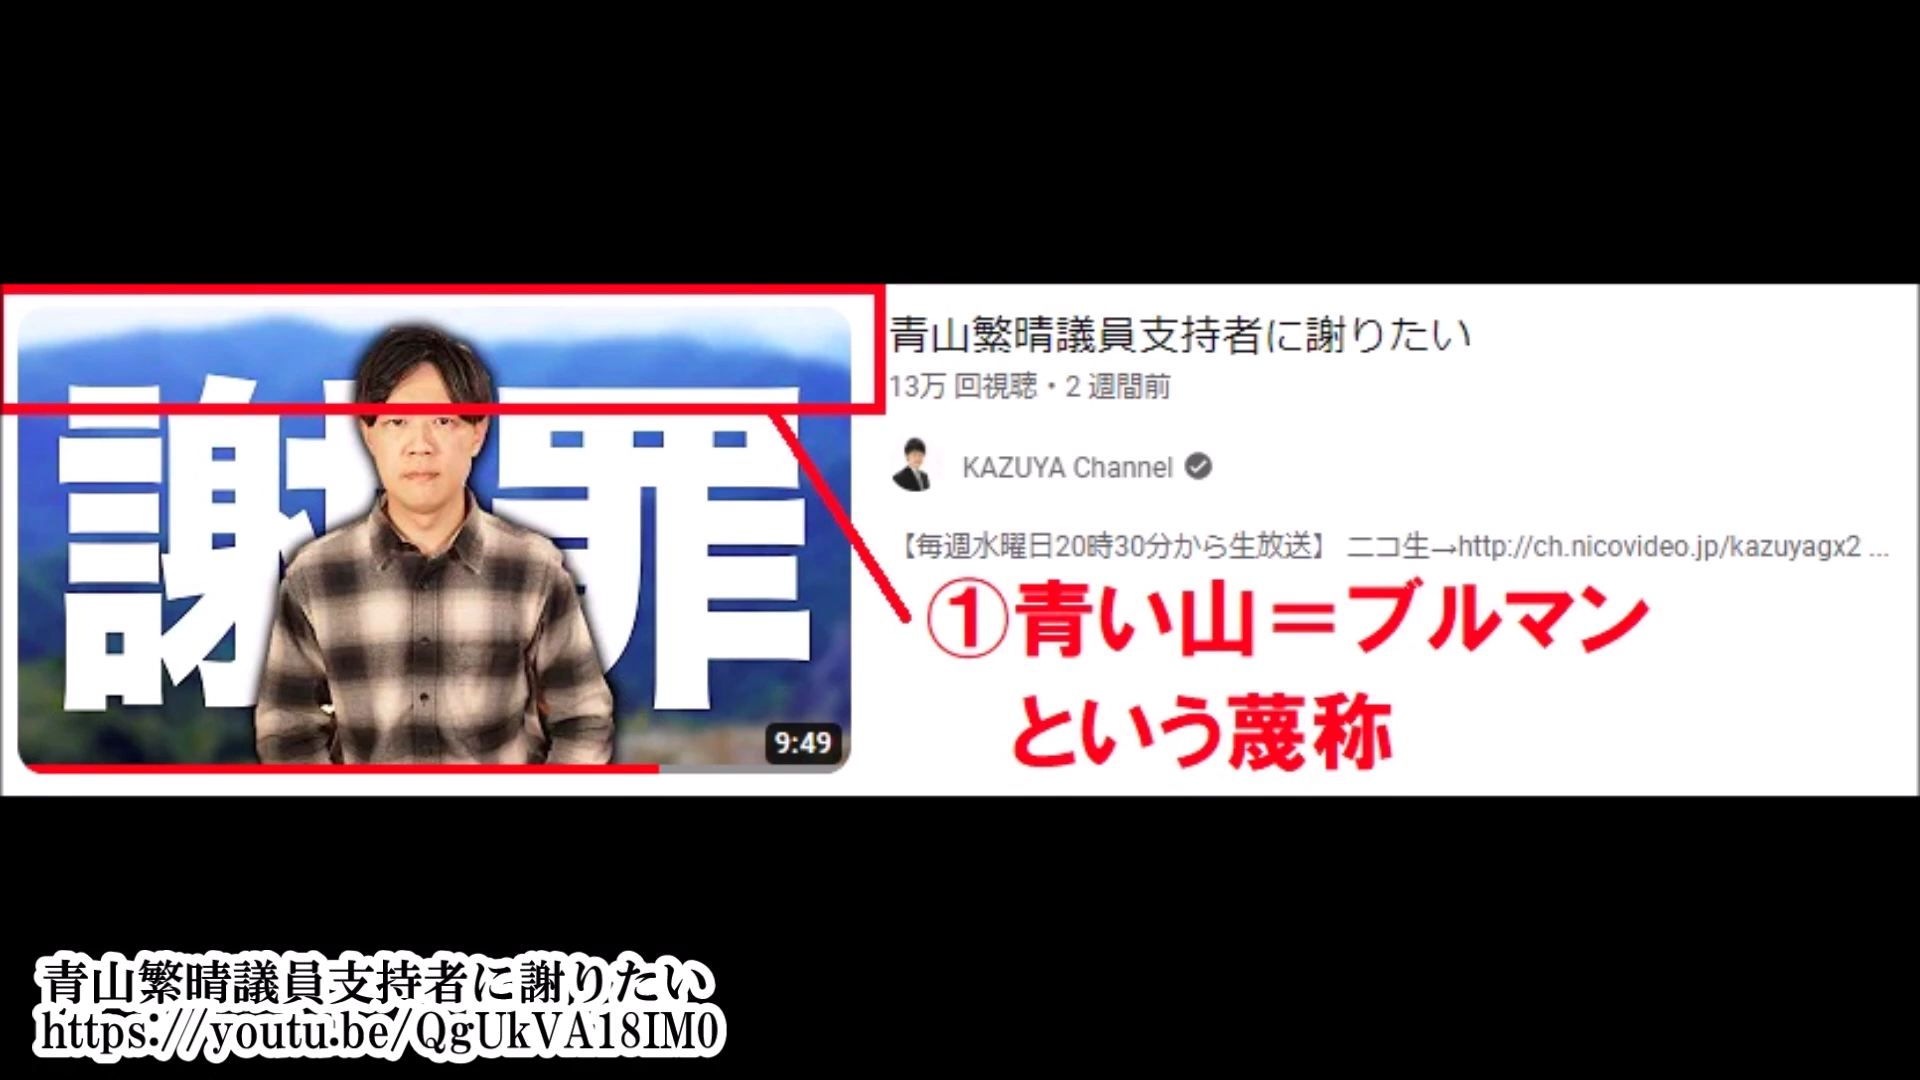 謝罪
9:49
青山繁晴議員支持者に謝りたい
13万 回視聴・2 週間前
KAZUYA Channel
【毎週水曜日20時30分から生放送】 ニコ生→http://ch.nicovideo.jp/kazuyagx2 ...
①青い山＝ブルマン
という蔑称
青山繁晴議員支持者に謝りたい
https://youtu.be/QgUkVA18IM0